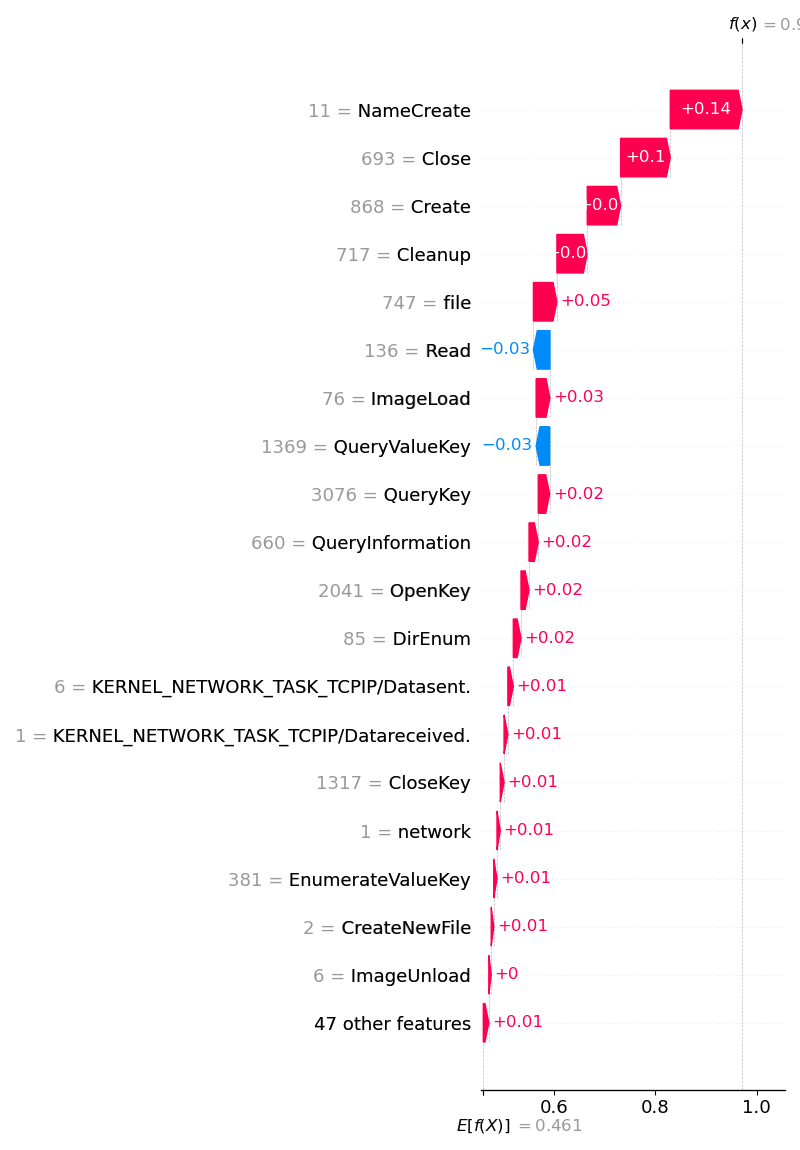 f(x) = 0.9
11 = NameCreate +0.14
693 = Close +0.1
868 = Create
717 = Cleanup
747 = file +0.05
136 = Read −0.03
76 = ImageLoad +0.03
1369 = QueryValueKey −0.03
3076 = QueryKey +0.02
660 = QueryInformation +0.02
2041 = OpenKey +0.02
85 = DirEnum +0.02
6 = KERNEL_NETWORK_TASK_TCPIP/Datasent. +0.01
1 = KERNEL_NETWORK_TASK_TCPIP/Datareceived. +0.01
1317 = CloseKey +0.01
1 = network +0.01
381 = EnumerateValueKey +0.01
2 = CreateNewFile +0.01
6 = ImageUnload +0
47 other features +0.01
0.6 0.8 1.0
E[f(X)] = 0.461